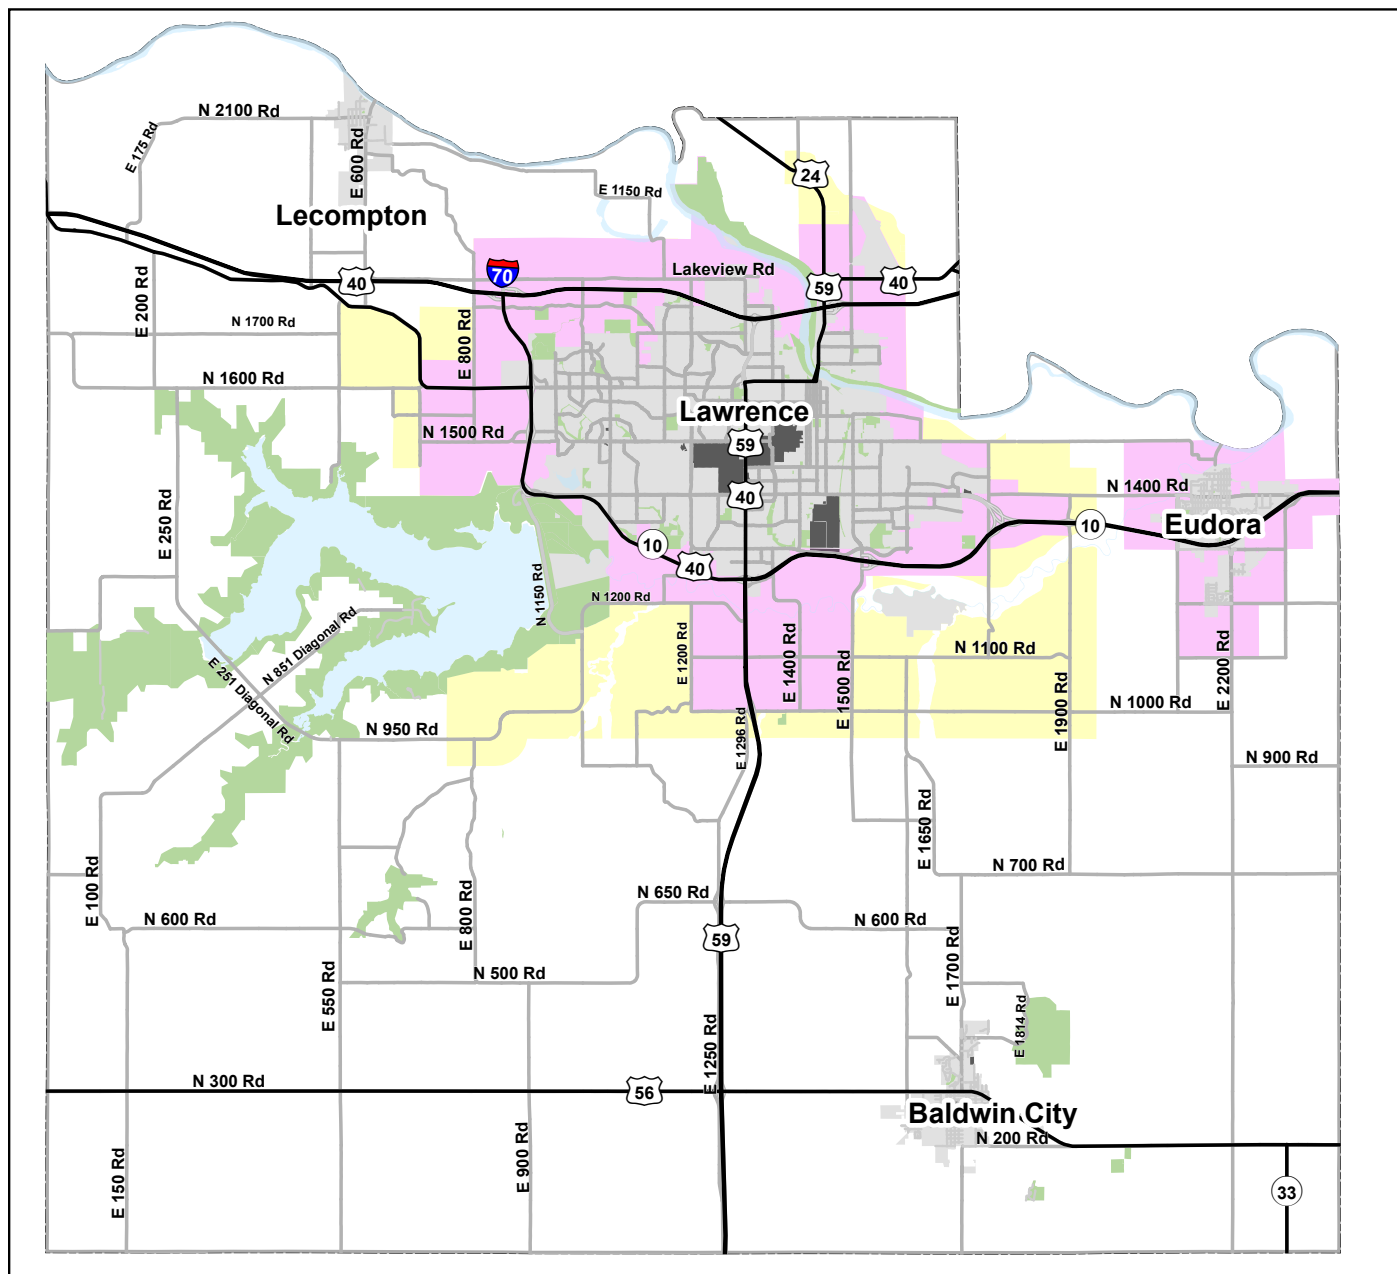 N 2100 Rd
E 175 Rd
E 600 Rd
24
E 1150 Rd
Lecompton
Lakeview Rd
70
40
59
40
E 200 Rd
N 1700 Rd
E 800 Rd
N 1600 Rd
Lawrence
N 1500 Rd
59
40
N 1400 Rd
Eudora
10
E 250 Rd
10
40
N 1150 Rd
N 1200 Rd
N 851 Diagonal Rd
E 251 Diagonal Rd
E 1200 Rd
E 1400 Rd
E 1500 Rd
N 1100 Rd
E 2200 Rd
E 1900 Rd
N 1000 Rd
N 950 Rd
E 1296 Rd
N 900 Rd
E 1650 Rd
N 700 Rd
E 100 Rd
N 650 Rd
N 600 Rd
E 800 Rd
N 600 Rd
59
N 500 Rd
E 550 Rd
E 1700 Rd
E 1814 Rd
E 1250 Rd
N 300 Rd
56
Baldwin City
N 200 Rd
E 150 Rd
E 900 Rd
33